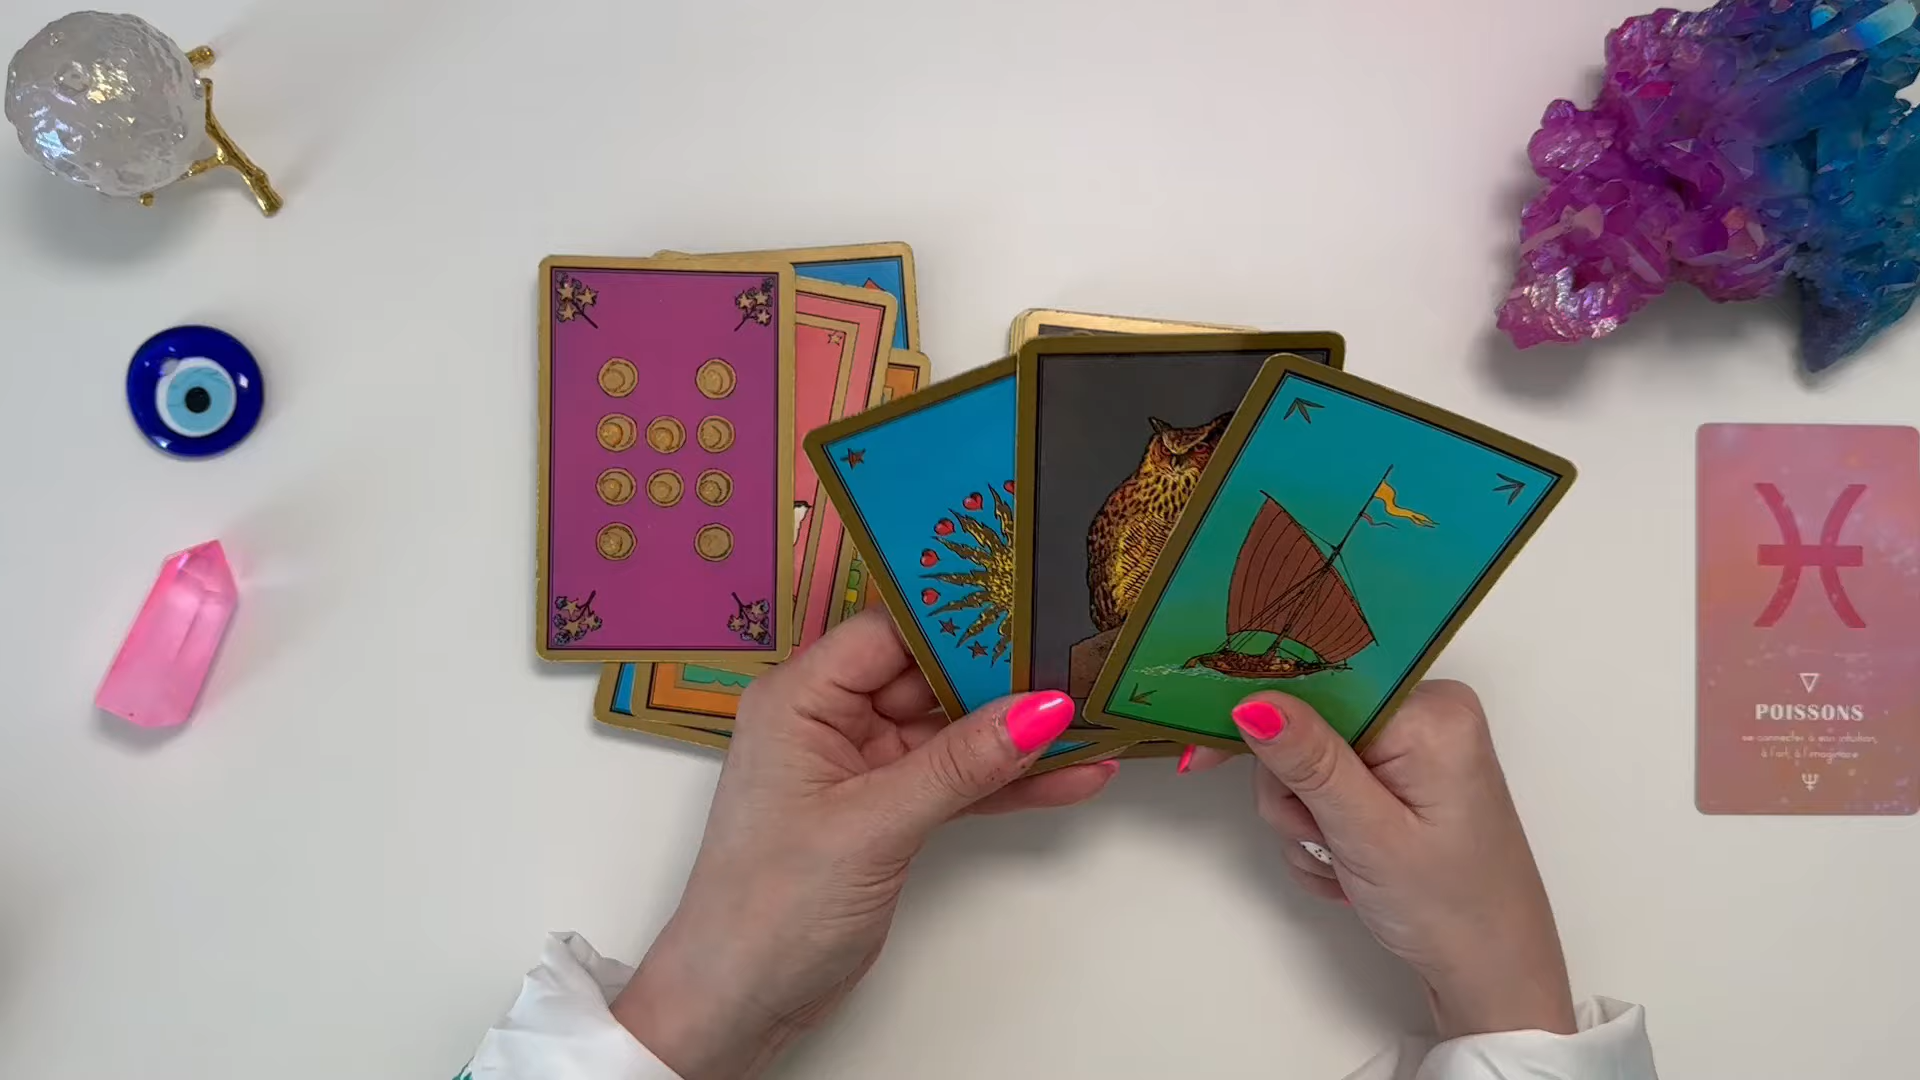 POISSONS
se connecter à son intuition,
à l'art, à l'imaginaire